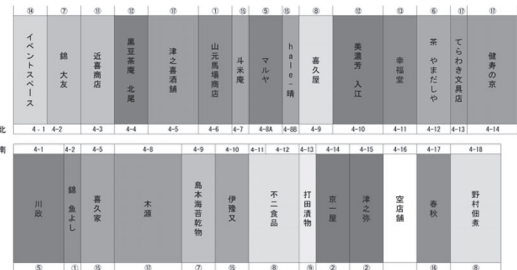 ⑭ ⑦ ⑪ ⑫ ⑰ ① ⑮ ⑤ ⑮ ⑧ ⑫ ⑬ ⑥ ⑰ ⑰
イベントスペース
錦 大友
近喜商店
黒豆茶庵 北尾
津之喜酒舗
山元馬場商店
斗米庵
マルヤ
hale-晴
喜久屋
美濃芳 入江
幸福堂
茶 やまだしや
てらわき文具店
健寿の京
北 4-1 4-2 4-3 4-4 4-5 4-6 4-7 4-8A 4-8B 4-9 4-10 4-11 4-12 4-13 4-14
南 4-1 4-2 4-5 4-8 4-9 4-10 4-11 4-12 4-13 4-14 4-15 4-16 4-17 4-18
川政
錦 魚よし
喜久家
木源
島本海苔乾物
伊豫又
不二食品
打田漬物
京一屋
津之弥
空店舗
春秋
野村佃煮
⑤ ① ⑮ ⑰ ⑦ ⑮ ⑧ ⑨ ② ② ⑯ ⑧